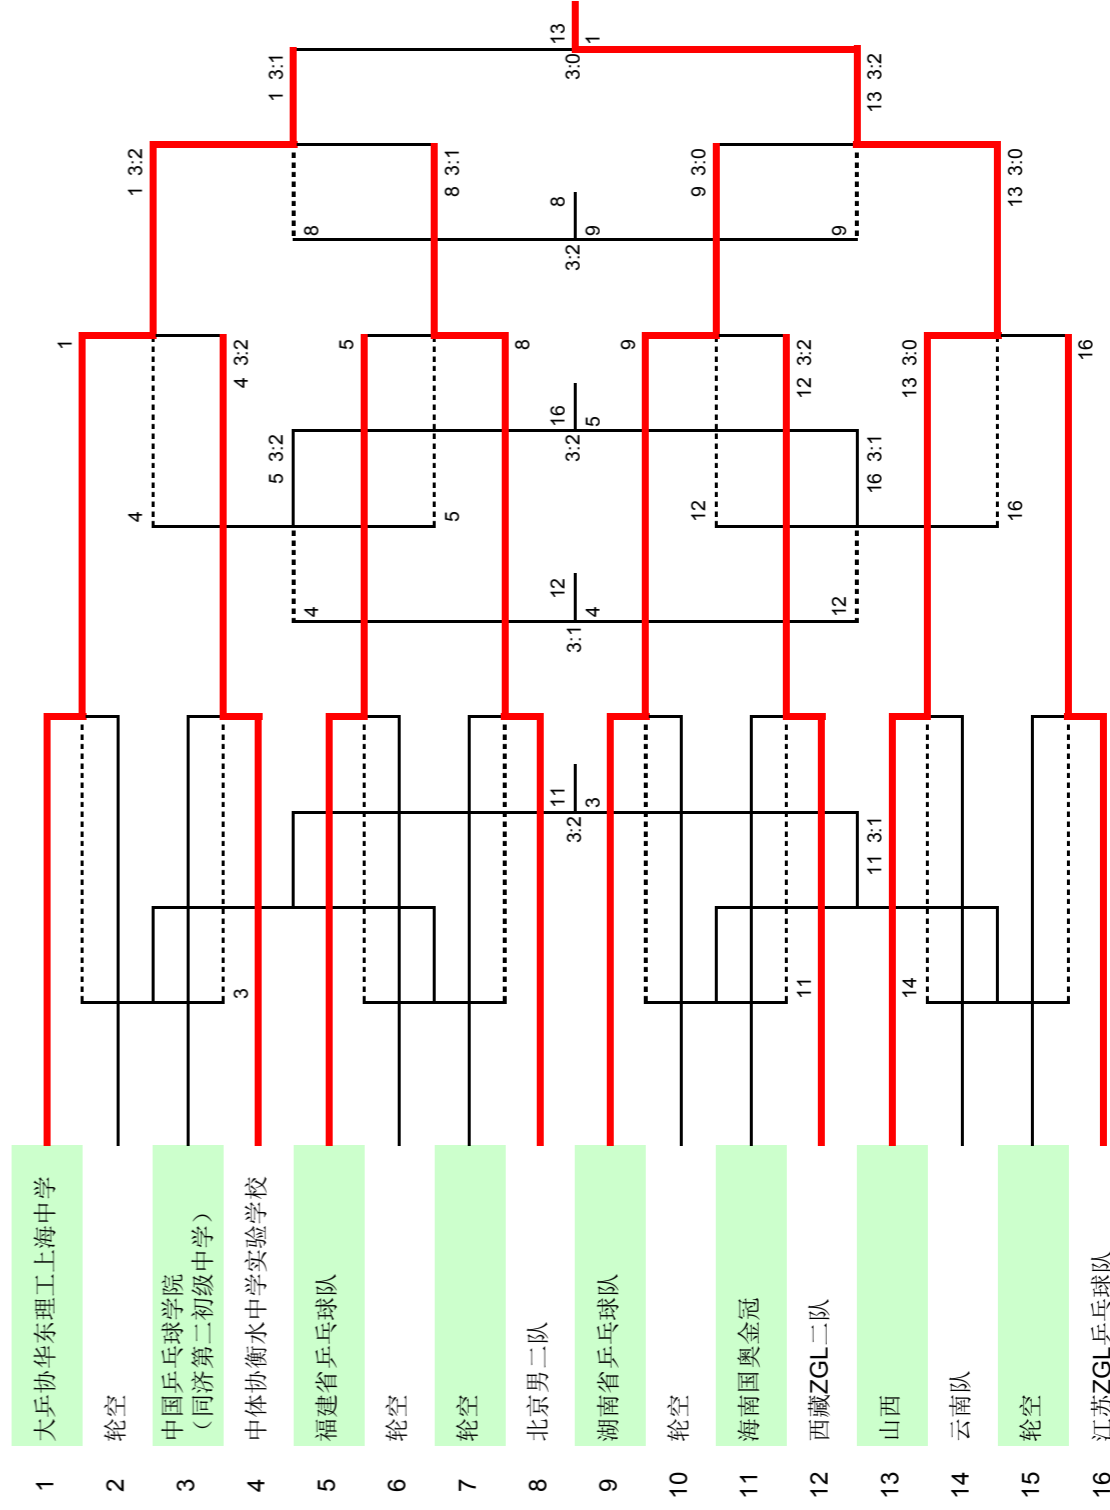 1 大乒协华东理工上海中学
2 轮空
3 中国乒乓球学院
（同济第二初级中学）
4 中体协衡水中学实验学校
5 福建省乒乓球队
6 轮空
7 轮空
8 北京男二队
9 湖南省乒乓球队
10 轮空
11 海南国奥金冠
12 西藏ZGL二队
13 山西
14 云南队
15 轮空
16 江苏ZGL乒乓球队
3
11
14
11 3:1
11
3:2
3
4
12
12
3:1
4
4
5
12
16
5 3:2
16 3:1
16
3:2
5
1
4 3:2
5
8
9
12 3:2
13 3:0
16
8
9
8
3:2
9
1 3:2
8 3:1
9 3:0
13 3:0
1 3:1
13 3:2
13
3:0
1